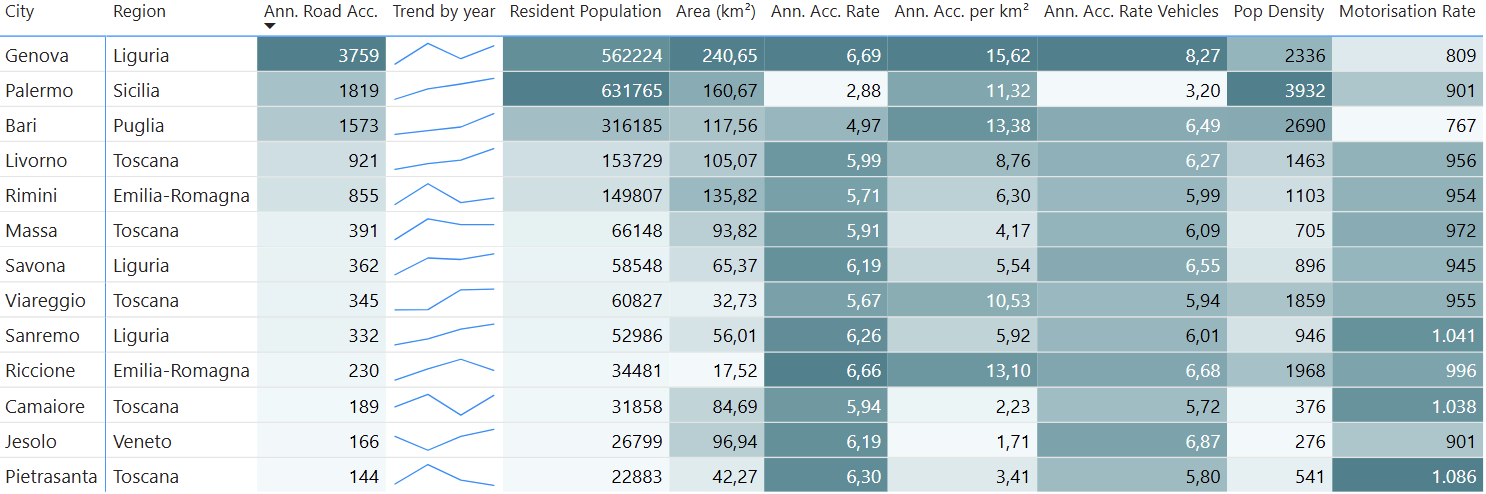 City Region Ann. Road Acc. Trend by year Resident Population Area (km²) Ann. Acc. Rate Ann. Acc. per km² Ann. Acc. Rate Vehicles Pop Density Motorisation Rate
Genova Liguria 3759 562224 240,65 6,69 15,62 8,27 2336 809
Palermo Sicilia 1819 631765 160,67 2,88 11,32 3,20 3932 901
Bari Puglia 1573 316185 117,56 4,97 13,38 6,49 2690 767
Livorno Toscana 921 153729 105,07 5,99 8,76 6,27 1463 956
Rimini Emilia-Romagna 855 149807 135,82 5,71 6,30 5,99 1103 954
Massa Toscana 391 66148 93,82 5,91 4,17 6,09 705 972
Savona Liguria 362 58548 65,37 6,19 5,54 6,55 896 945
Viareggio Toscana 345 60827 32,73 5,67 10,53 5,94 1859 955
Sanremo Liguria 332 52986 56,01 6,26 5,92 6,01 946 1.041
Riccione Emilia-Romagna 230 34481 17,52 6,66 13,10 6,68 1968 996
Camaiore Toscana 189 31858 84,69 5,94 2,23 5,72 376 1.038
Jesolo Veneto 166 26799 96,94 6,19 1,71 6,87 276 901
Pietrasanta Toscana 144 22883 42,27 6,30 3,41 5,80 541 1.086